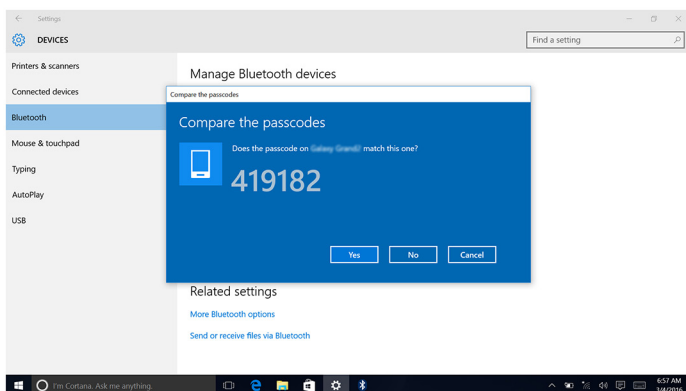 Settings
DEVICES
Find a setting
Printers & scanners
Connected devices
Bluetooth
Mouse & touchpad
Typing
AutoPlay
USB
Manage Bluetooth devices
Compare the passcodes
Compare the passcodes
Does the passcode on Galaxy Grand2 match this one?
419182
Yes
No
Cancel
Related settings
More Bluetooth options
Send or receive files via Bluetooth
I'm Cortana. Ask me anything.
6:57 AM
3/4/2016